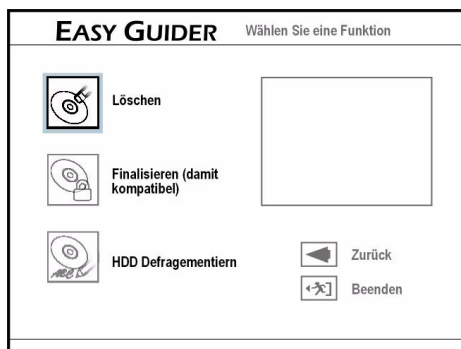 EASY GUIDER
Wählen Sie eine Funktion
Löschen
Finalisieren (damit
kompatibel)
HDD Defragementiern
Zurück
Beenden